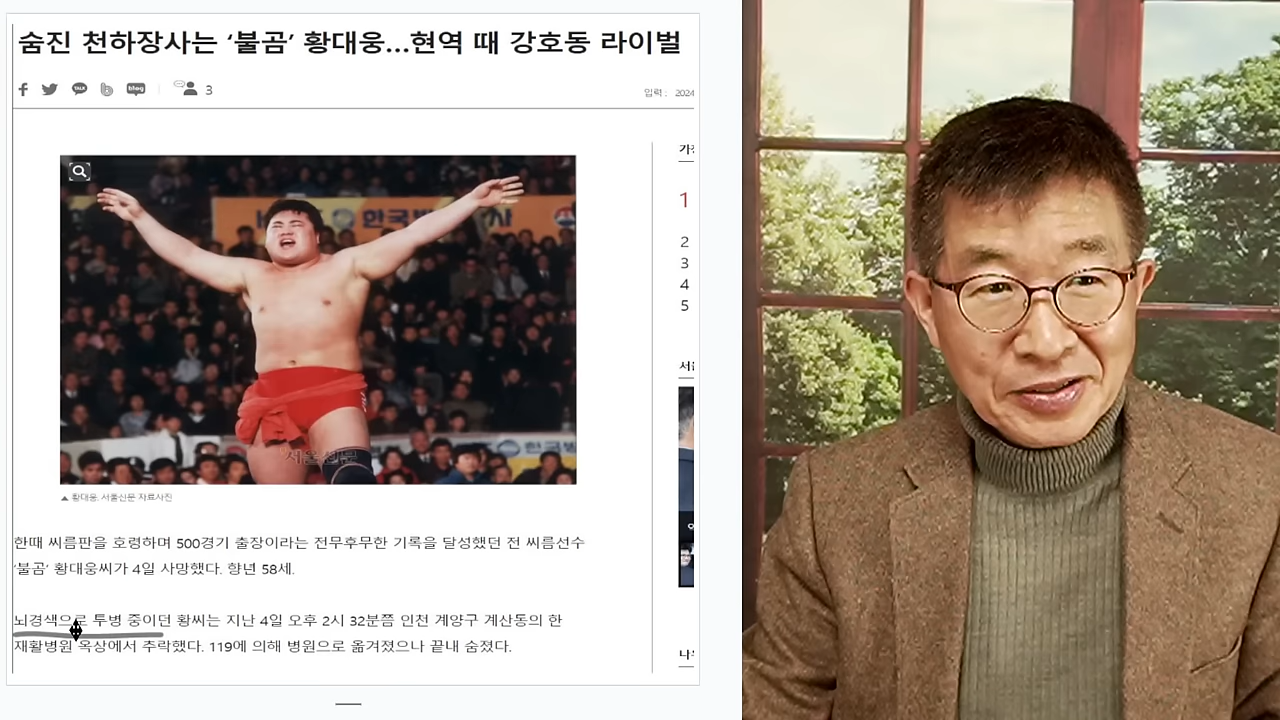 숨진 천하장사는 ‘불곰’ 황대웅...현역 때 강호동 라이벌
TALK
blog
3
입력 : 2024
1
2
3
4
5
한국
서울신문
▲ 황대웅. 서울신문 자료사진
한때 씨름판을 호령하며 500경기 출장이라는 전무후무한 기록을 달성했던 전 씨름선수
‘불곰’ 황대웅씨가 4일 사망했다. 향년 58세.
뇌경색으로 투병 중이던 황씨는 지난 4일 오후 2시 32분쯤 인천 계양구 계산동의 한
재활병원 옥상에서 추락했다. 119에 의해 병원으로 옮겨졌으나 끝내 숨졌다.